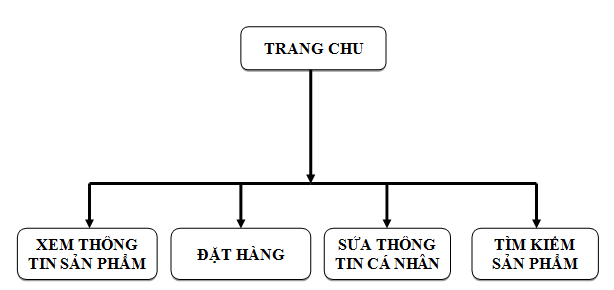 TRANG CHU
XEM THÔNG
TIN SẢN PHẨM
ĐẶT HÀNG
SỬA THÔNG
TIN CÁ NHÂN
TÌM KIẾM
SẢN PHẨM